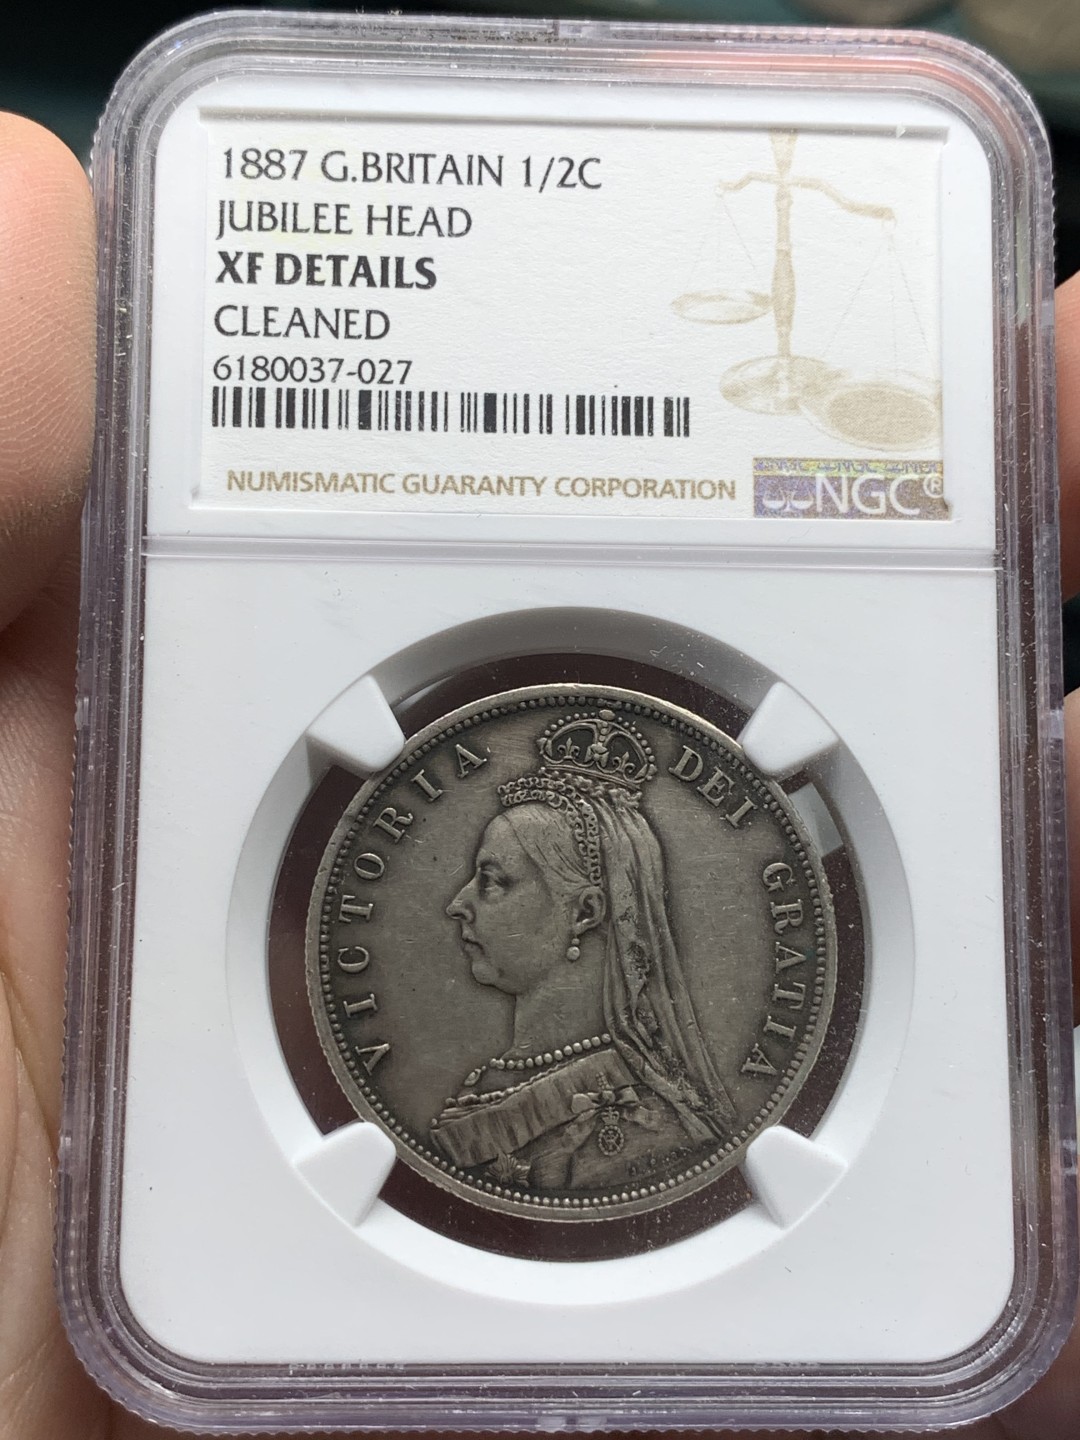 1887 G.BRITAIN 1/2C
JUBILEE HEAD
XF DETAILS
CLEANED
6180037-027
NUMISMATIC GUARANTY CORPORATION
NGC®
VICTORIA DEI GRATIA